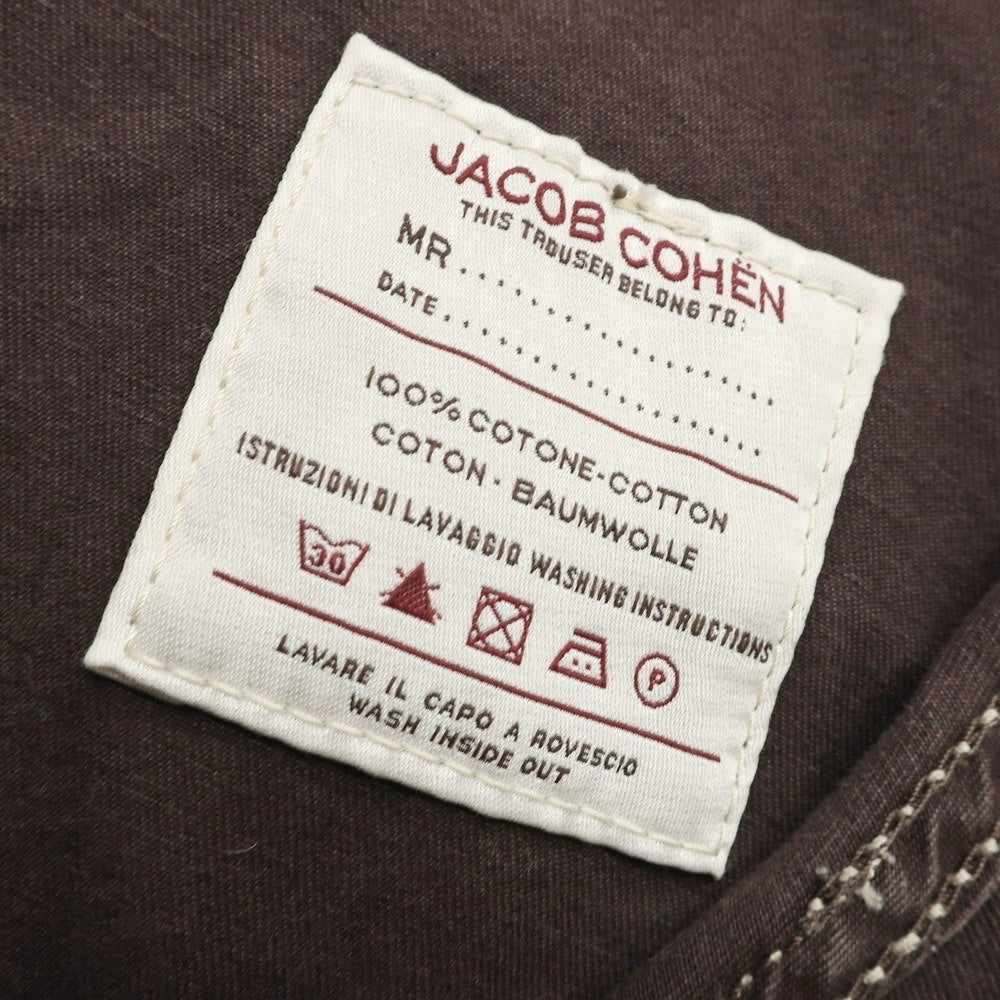 JACOB COHËN
THIS TROUSER BELONG TO:
MR....................
DATE....................
100% COTONE-COTTON
COTON - BAUMWOLLE
ISTRUZIONI DI LAVAGGIO WASHING INSTRUCTIONS
30 P
LAVARE IL CAPO A ROVESCIO
WASH INSIDE OUT